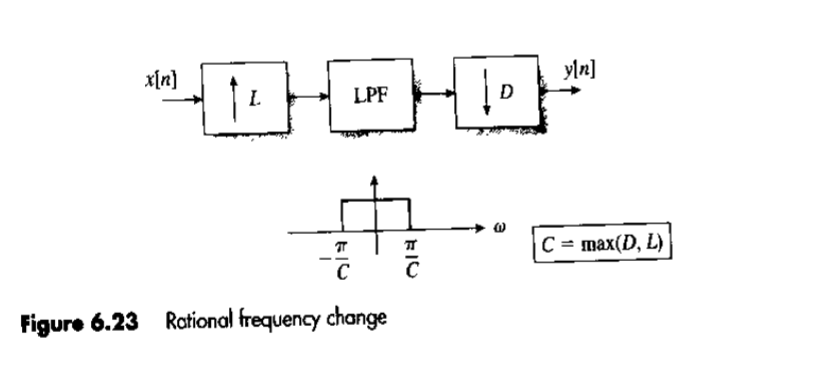 x[n]
↑ L
LPF
↓ D
y[n]
ω
-π/C
π/C
C = max(D, L)
Figure 6.23 Rational frequency change